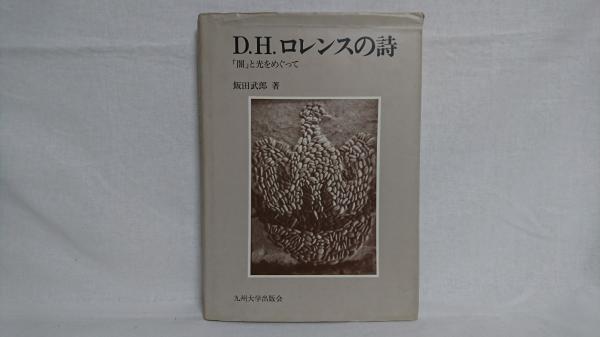 D.H.ロレンスの詩
「闇」と光をめぐって
飯田武郎 著
九州大学出版会